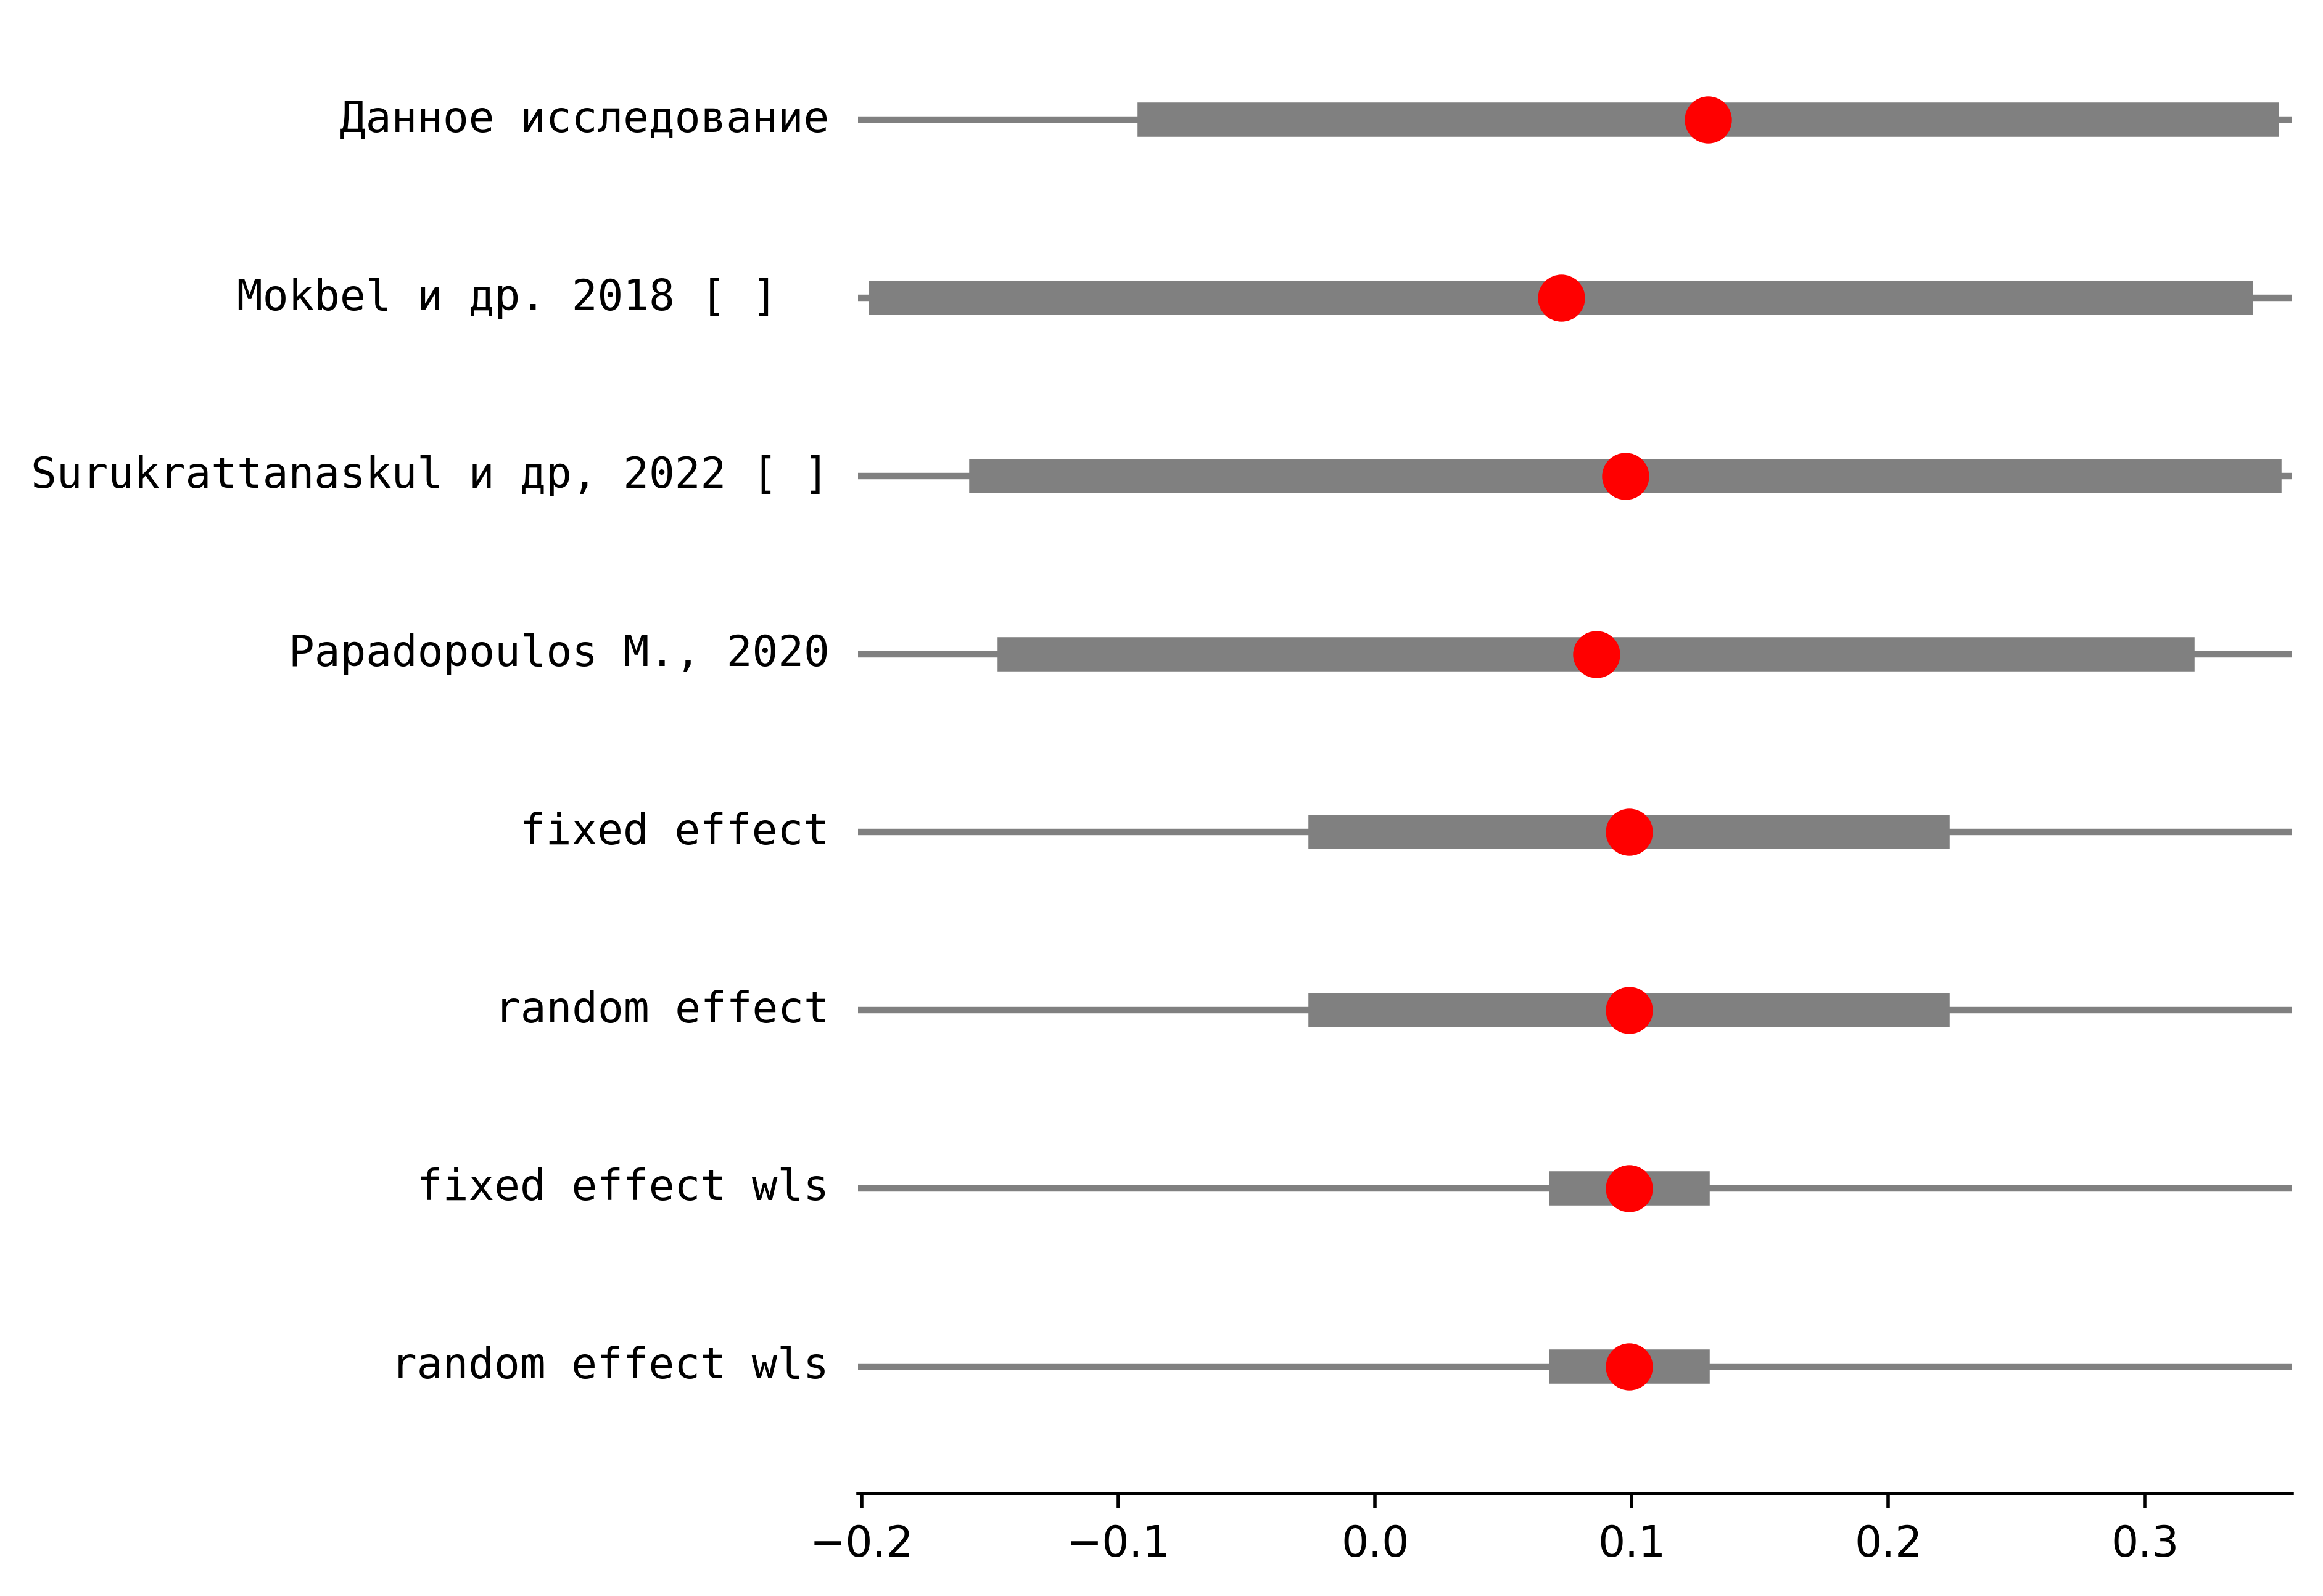 Данное исследование
Mokbel и др. 2018 [ ]
Surukrattanaskul и др, 2022 [ ]
Papadopoulos M., 2020
fixed effect
random effect
fixed effect wls
random effect wls
−0.2 −0.1 0.0 0.1 0.2 0.3